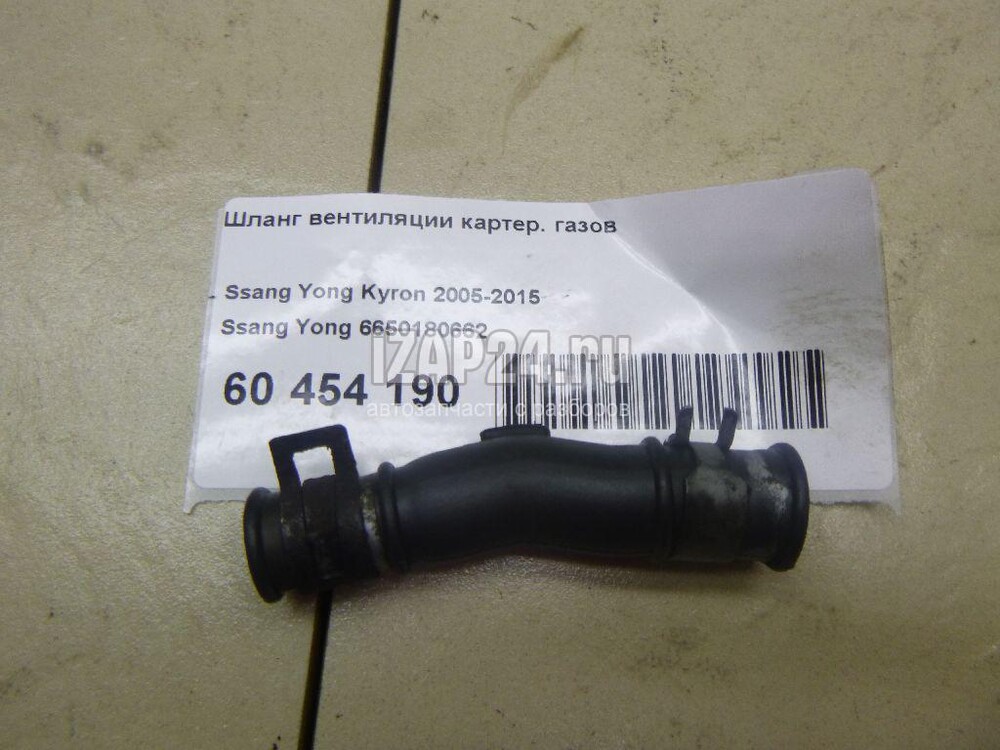 Шланг вентиляции картер. газов
Ssang Yong Kyron 2005-2015
Ssang Yong 6650180662
IZAP24.ru
60 454 190
автозапчасти с разборов